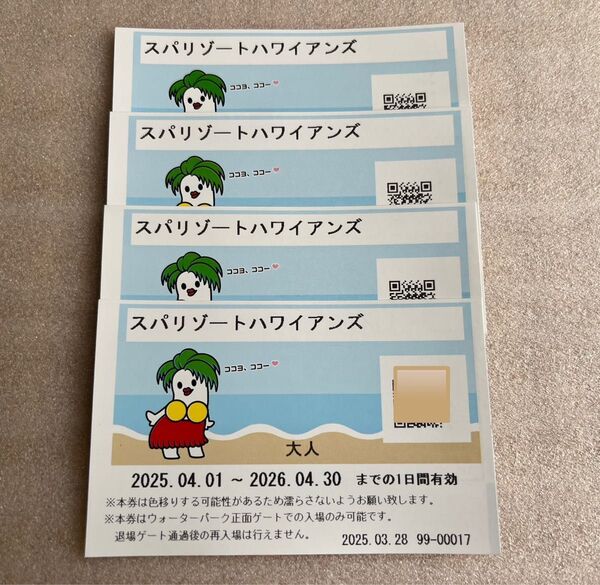 スパリゾートハワイアンズ
ココヨ、ココー
スパリゾートハワイアンズ
ココヨ、ココー
スパリゾートハワイアンズ
ココヨ、ココー
スパリゾートハワイアンズ
ココヨ、ココー
大人
2025.04.01 ～ 2026.04.30 までの1日間有効
※本券は色移りする可能性があるため濡らさないようお願い致します。
※本券はウォーターパーク正面ゲートでの入場のみ可能です。
退場ゲート通過後の再入場は行えません。
2025.03.28 99-00017